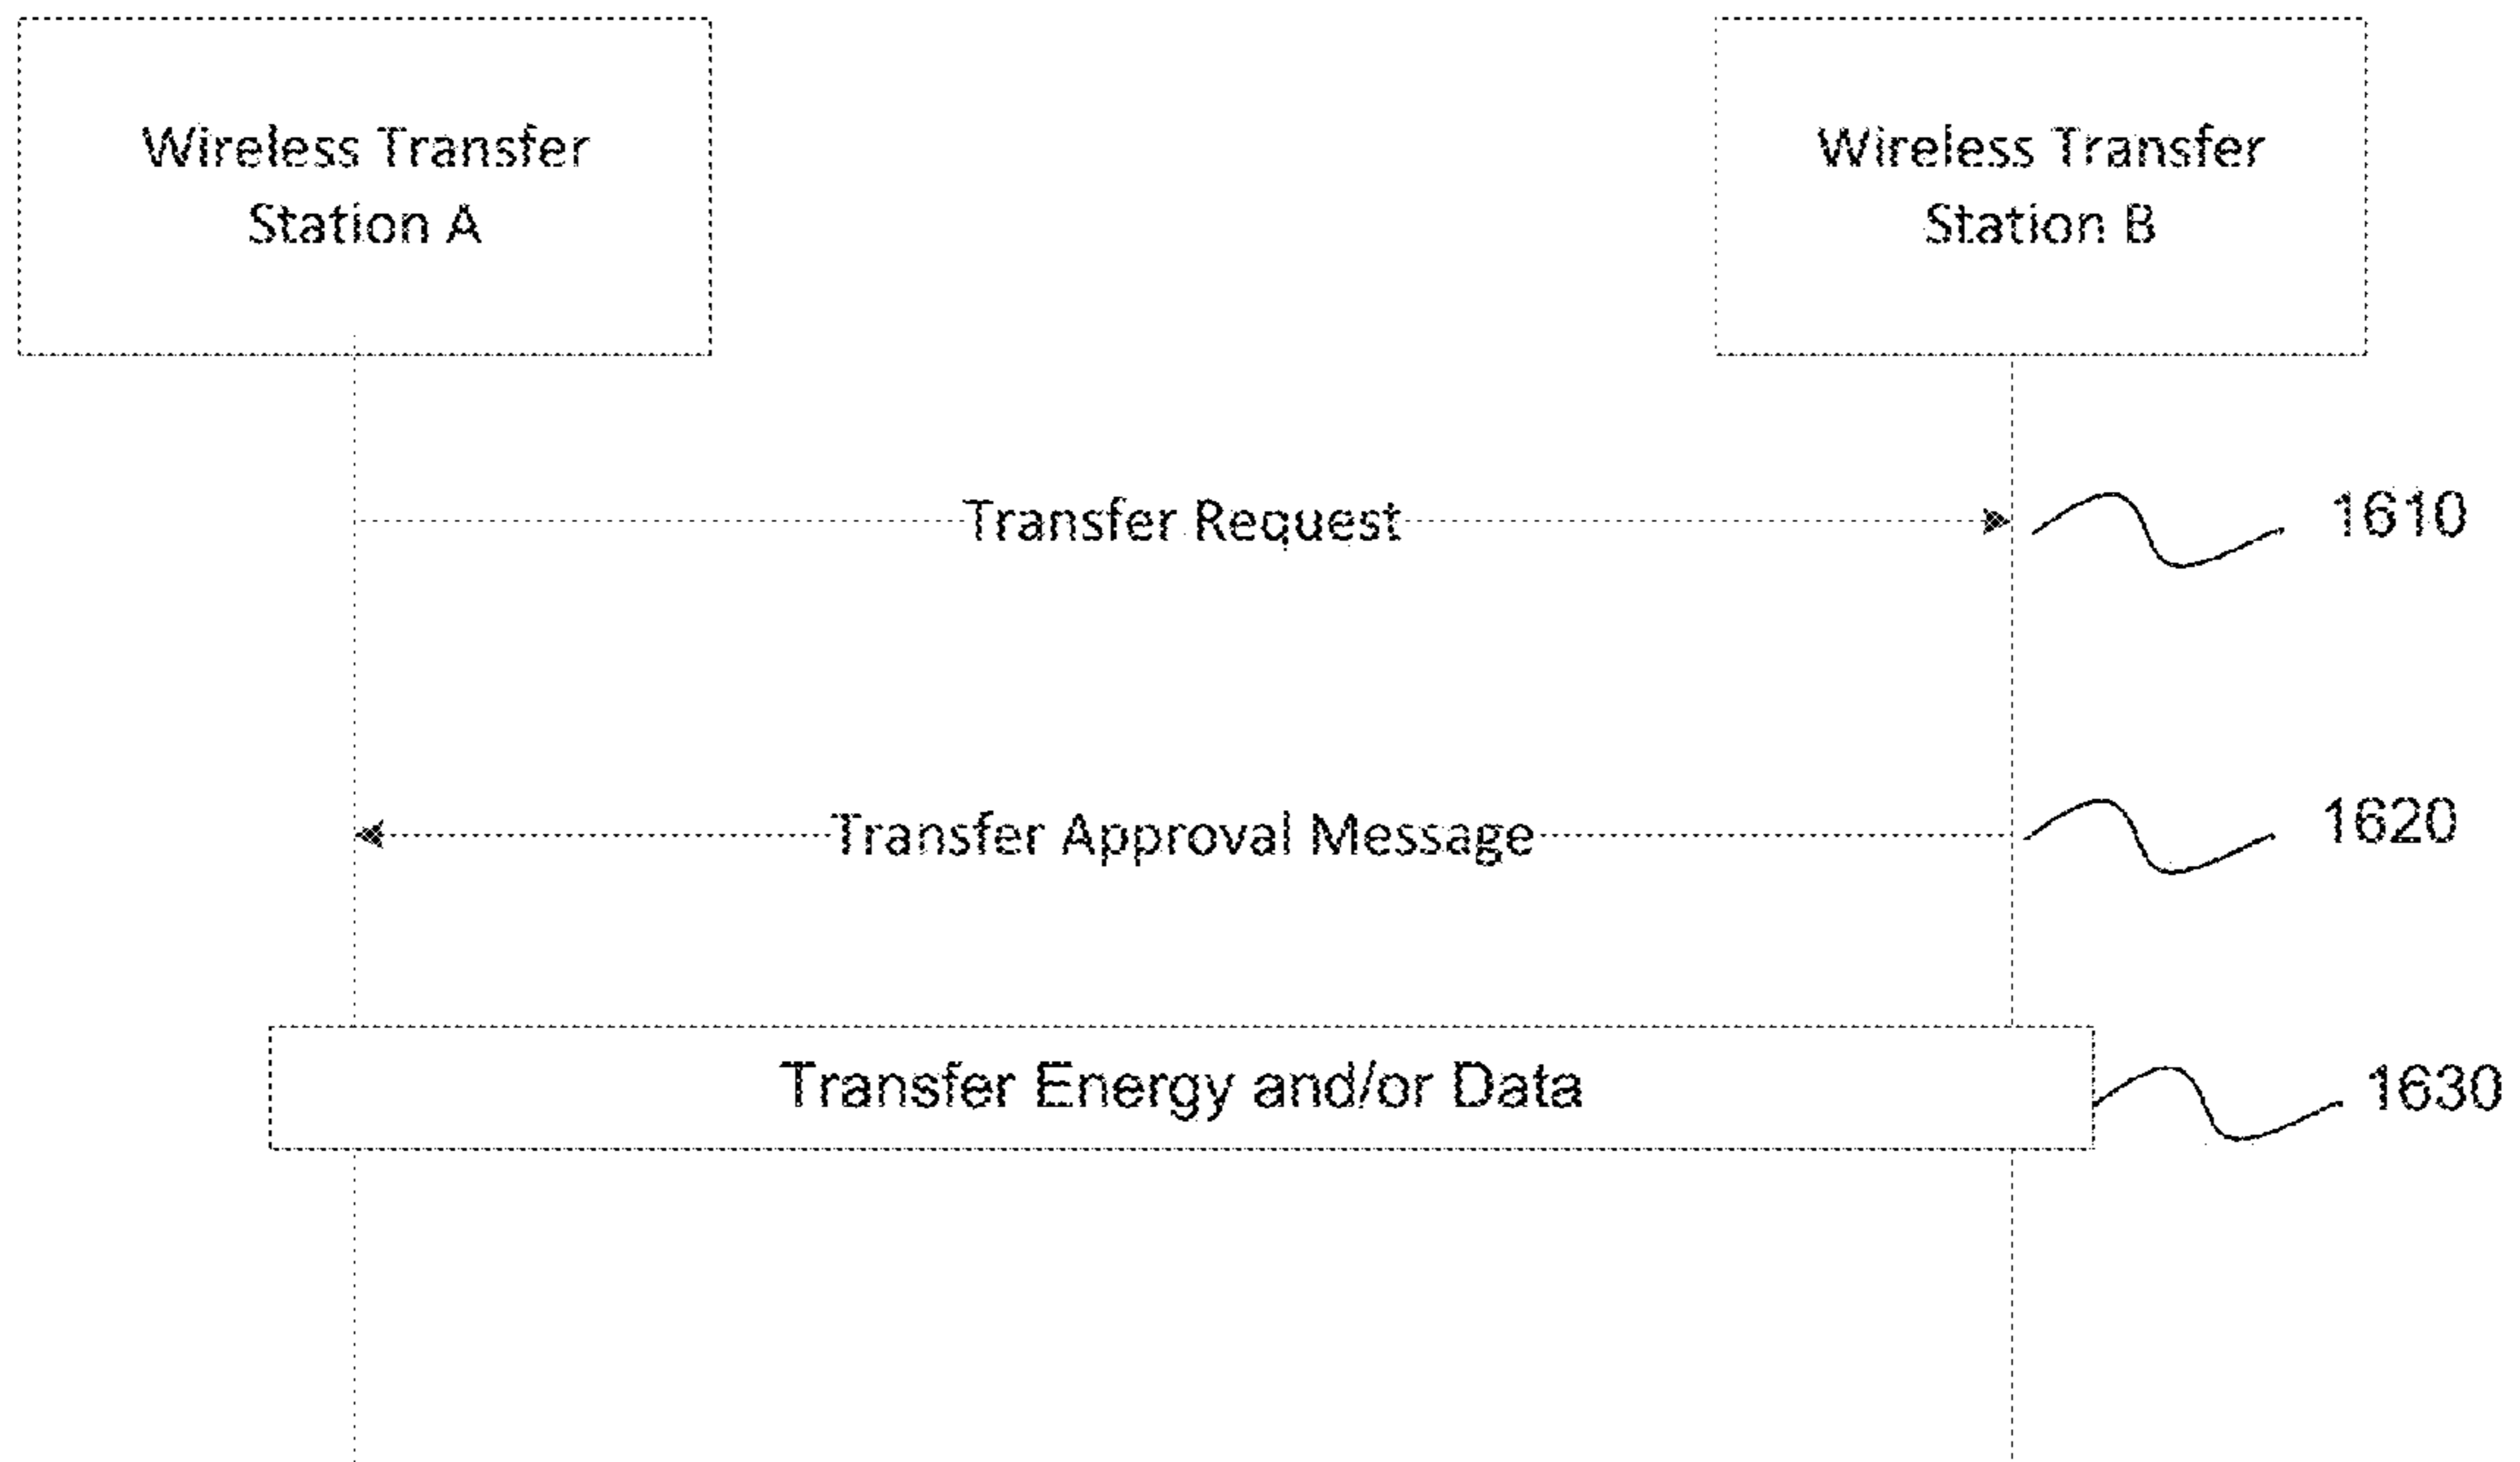 Wireless Transfer
Station A
Wireless Transfer
Station B
Transfer Request
1610
Transfer Approval Message
1620
Transfer Energy and/or Data
1630